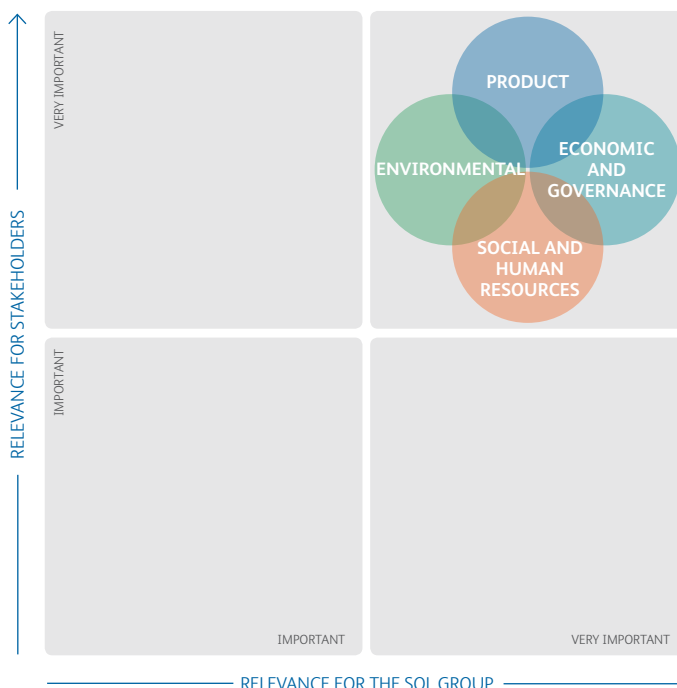 VERY IMPORTANT
PRODUCT
ECONOMIC
AND
GOVERNANCE
ENVIRONMENTAL
SOCIAL AND
HUMAN
RESOURCES
RELEVANCE FOR STAKEHOLDERS
IMPORTANT
IMPORTANT
VERY IMPORTANT
RELEVANCE FOR THE SOL GROUP